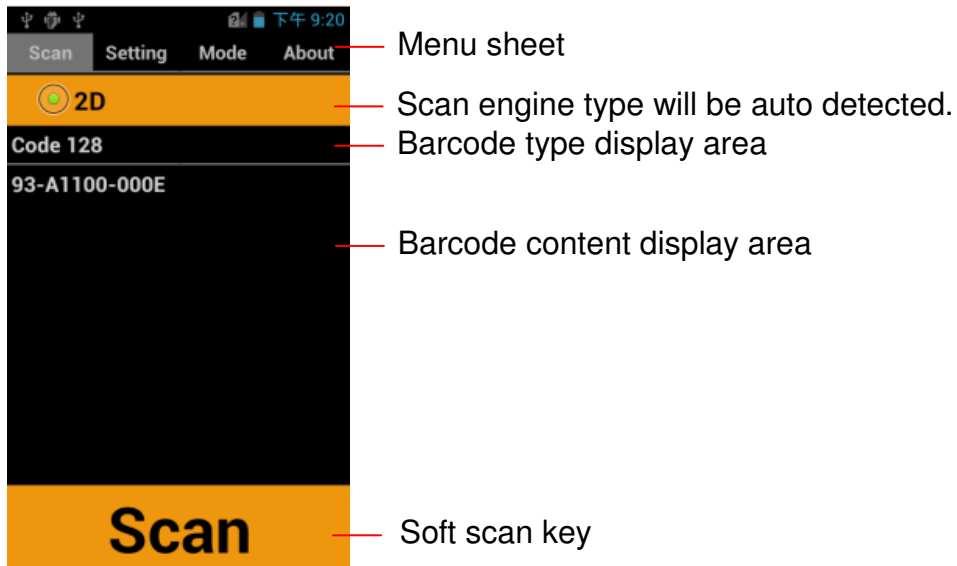 下午 9:20
Scan Setting Mode About
Menu sheet
2D
Scan engine type will be auto detected.
Code 128
Barcode type display area
93-A1100-000E
Barcode content display area
Scan
Soft scan key